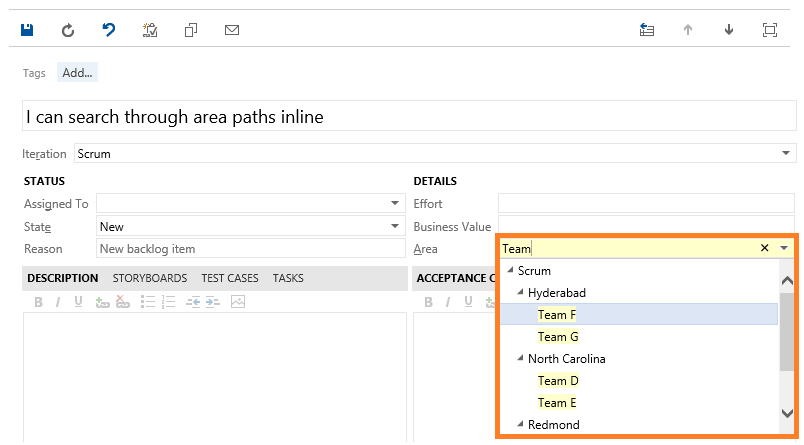 Tags Add...
I can search through area paths inline
Iteration Scrum
STATUS DETAILS
Assigned To Effort
State New Business Value
Reason New backlog item Area Team
DESCRIPTION STORYBOARDS TEST CASES TASKS ACCEPTANCE C
Scrum
Hyderabad
B I U B I U
Team F
Team G
North Carolina
Team D
Team E
Redmond